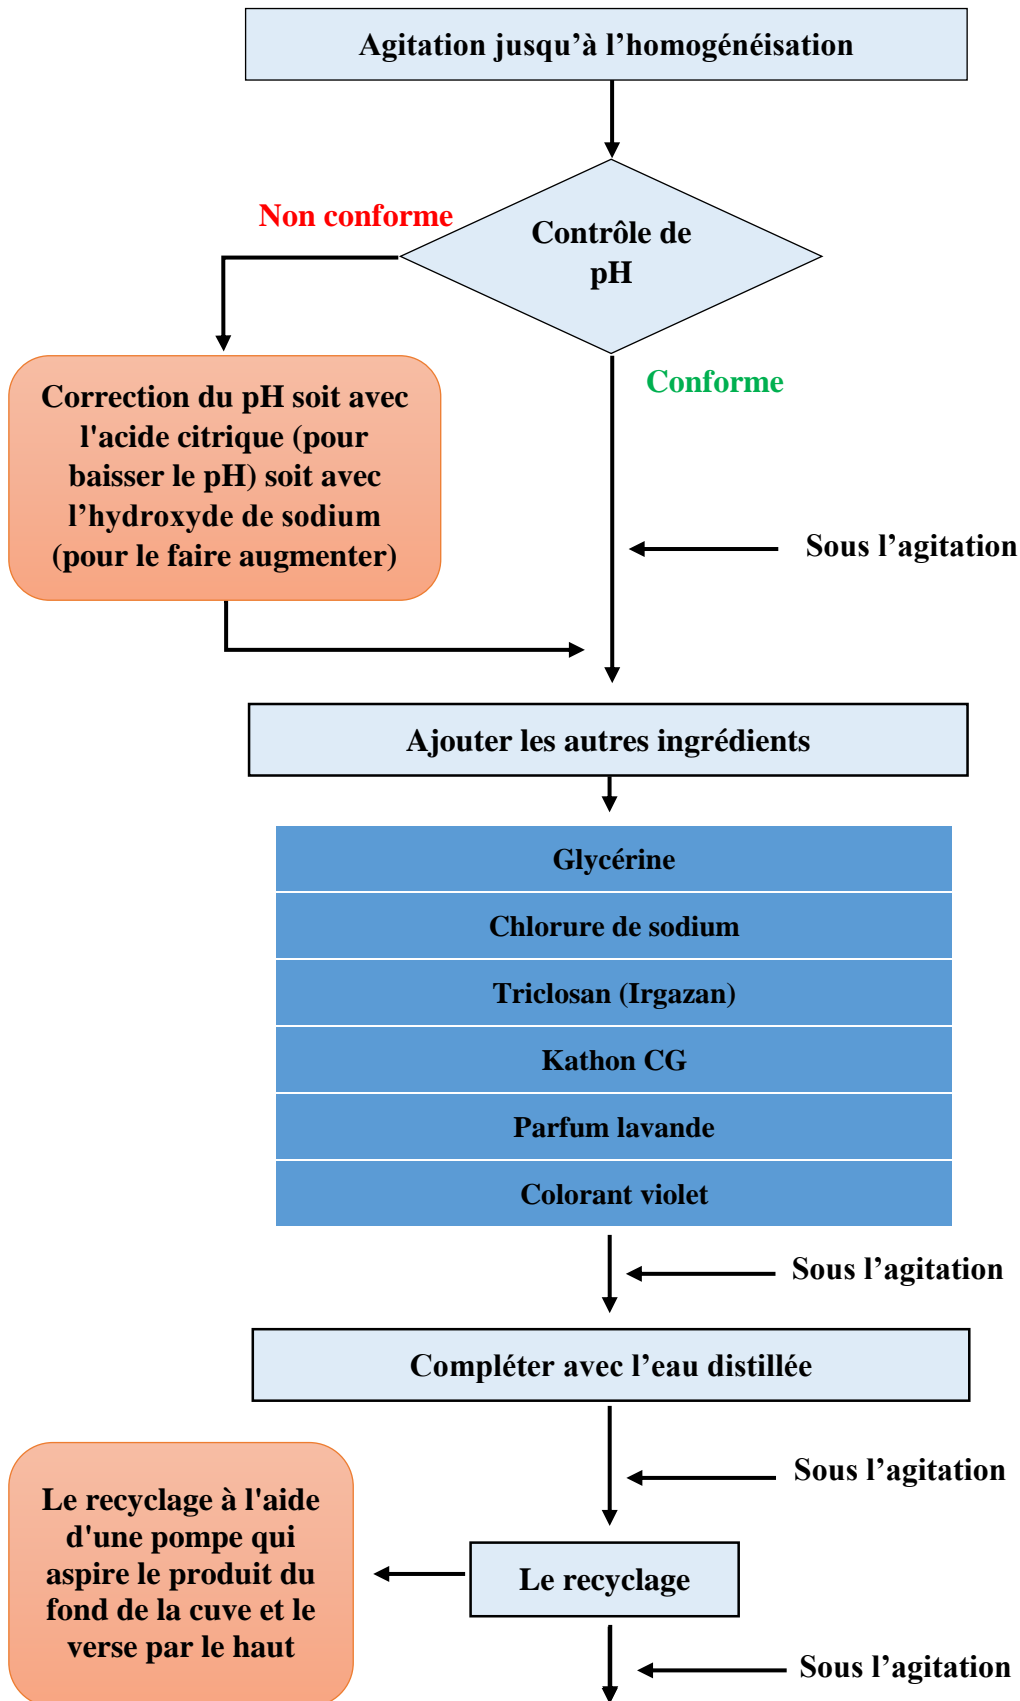 Agitation jusqu’à l’homogénéisation
Non conforme
Contrôle de
pH
Conforme
Correction du pH soit avec
l'acide citrique (pour
baisser le pH) soit avec
l’hydroxyde de sodium
(pour le faire augmenter)
Sous l’agitation
Ajouter les autres ingrédients
Glycérine
Chlorure de sodium
Triclosan (Irgazan)
Kathon CG
Parfum lavande
Colorant violet
Sous l’agitation
Compléter avec l’eau distillée
Sous l’agitation
Le recyclage à l'aide
d'une pompe qui
aspire le produit du
fond de la cuve et le
verse par le haut
Le recyclage
Sous l’agitation